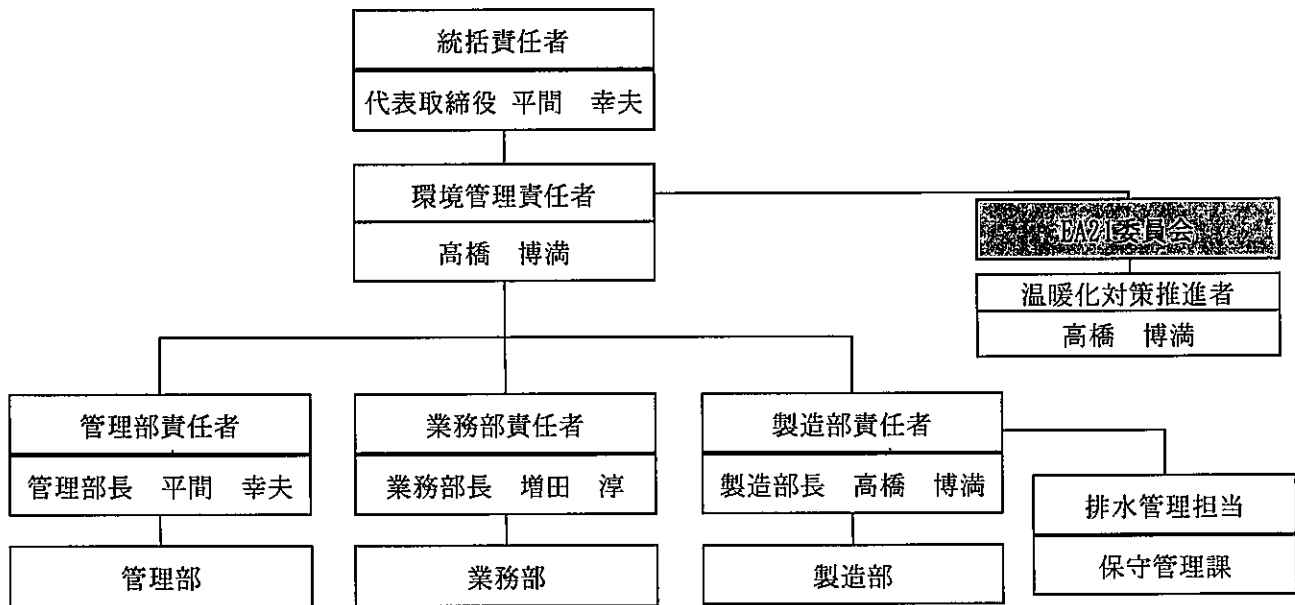 統括責任者
代表取締役 平間　幸夫
環境管理責任者
高橋　博満
EA21委員会
温暖化対策推進者
高橋　博満
管理部責任者
管理部長　平間　幸夫
業務部責任者
業務部長　増田　淳
製造部責任者
製造部長　高橋　博満
排水管理担当
保守管理課
管理部
業務部
製造部